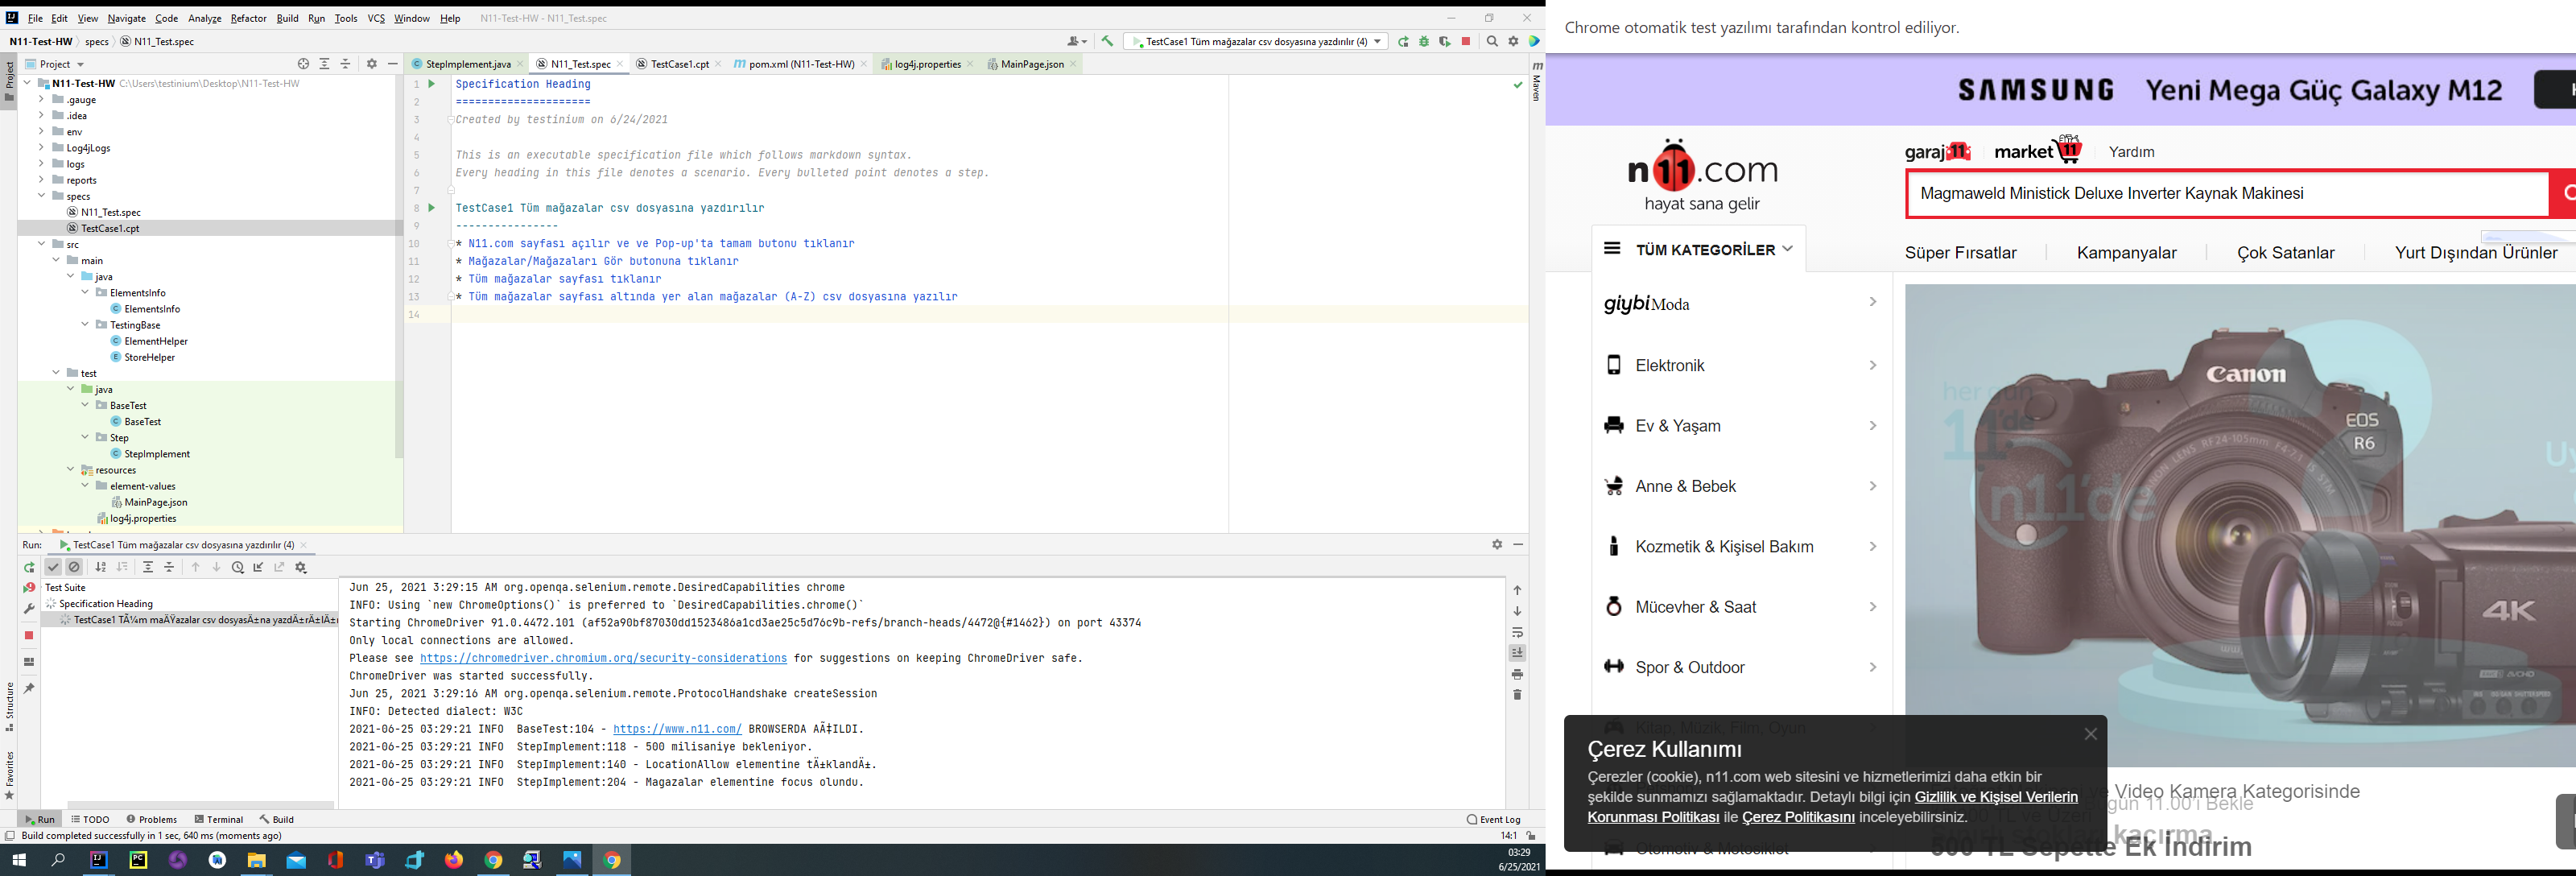 File Edit View Navigate Code Analyze Refactor Build Run Tools VCS Window Help N11-Test-HW - N11_Test.spec
N11-Test-HW specs N11_Test.spec
TestCase1 Tüm mağazalar csv dosyasına yazdırılır (4)
Project
StepImplement.java N11_Test.spec TestCase1.cpt pom.xml (N11-Test-HW) log4j.properties MainPage.json
Project
Maven
N11-Test-HW C:\Users\testinium\Desktop\N11-Test-HW
.gauge
.idea
env
Log4jLogs
logs
reports
specs
N11_Test.spec
TestCase1.cpt
src
main
java
ElementsInfo
ElementsInfo
TestingBase
ElementHelper
StoreHelper
test
java
BaseTest
BaseTest
Step
StepImplement
resources
element-values
MainPage.json
log4j.properties
1 Specification Heading
2 =====================
3 Created by testinium on 6/24/2021
4
5 This is an executable specification file which follows markdown syntax.
6 Every heading in this file denotes a scenario. Every bulleted point denotes a step.
7
8 TestCase1 Tüm mağazalar csv dosyasına yazdırılır
9 ----------------
10 * N11.com sayfası açılır ve ve Pop-up'ta tamam butonu tıklanır
11 * Mağazalar/Mağazaları Gör butonuna tıklanır
12 * Tüm mağazalar sayfası tıklanır
13 * Tüm mağazalar sayfası altında yer alan mağazalar (A-Z) csv dosyasına yazılır
14
Run: TestCase1 Tüm mağazalar csv dosyasına yazdırılır (4)
Test Suite
Specification Heading
TestCase1 TÃ¼m maÄŸazalar csv dosyasÄ±na yazdÄ±rÄ±lÄ±r
Jun 25, 2021 3:29:15 AM org.openqa.selenium.remote.DesiredCapabilities chrome
INFO: Using `new ChromeOptions()` is preferred to `DesiredCapabilities.chrome()`
Starting ChromeDriver 91.0.4472.101 (af52a90bf87030dd1523486a1cd3ae25c5d76c9b-refs/branch-heads/4472@{#1462}) on port 43374
Only local connections are allowed.
Please see https://chromedriver.chromium.org/security-considerations for suggestions on keeping ChromeDriver safe.
ChromeDriver was started successfully.
Jun 25, 2021 3:29:16 AM org.openqa.selenium.remote.ProtocolHandshake createSession
INFO: Detected dialect: W3C
2021-06-25 03:29:21 INFO BaseTest:104 - https://www.n11.com/ BROWSERDA AÃ‡ILDI.
2021-06-25 03:29:21 INFO StepImplement:118 - 500 milisaniye bekleniyor.
2021-06-25 03:29:21 INFO StepImplement:140 - LocationAllow elementine tÄ±klandÄ±.
2021-06-25 03:29:21 INFO StepImplement:204 - Magazalar elementine focus olundu.
Structure
Favorites
Run TODO Problems Terminal Build Event Log
Build completed successfully in 1 sec, 640 ms (moments ago) 14:1
03:29
6/25/2021
Chrome otomatik test yazılımı tarafından kontrol ediliyor.
SAMSUNG Yeni Mega Güç Galaxy M12
n11.com
hayat sana gelir
garaj11 market11 Yardım
Magmaweld Ministick Deluxe Inverter Kaynak Makinesi
TÜM KATEGORİLER
Süper Fırsatlar Kampanyalar Çok Satanlar Yurt Dışından Ürünler
giybiModa
Elektronik
Ev & Yaşam
Anne & Bebek
Kozmetik & Kişisel Bakım
Mücevher & Saat
Spor & Outdoor
Kitap, Müzik, Film, Oyun
Otomotiv & Motosiklet
her gün
11'de
n11'de
Canon
EOS
R6
4K
Çerez Kullanımı
Çerezler (cookie), n11.com web sitesini ve hizmetlerimizi daha etkin bir
şekilde sunmamızı sağlamaktadır. Detaylı bilgi için Gizlilik ve Kişisel Verilerin
Korunması Politikası ile Çerez Politikasını inceleyebilirsiniz.
ve Video Kamera Kategorisinde
gün 11.00'i Bekle
kaçırma
500 TL Sepette Ek İndirim